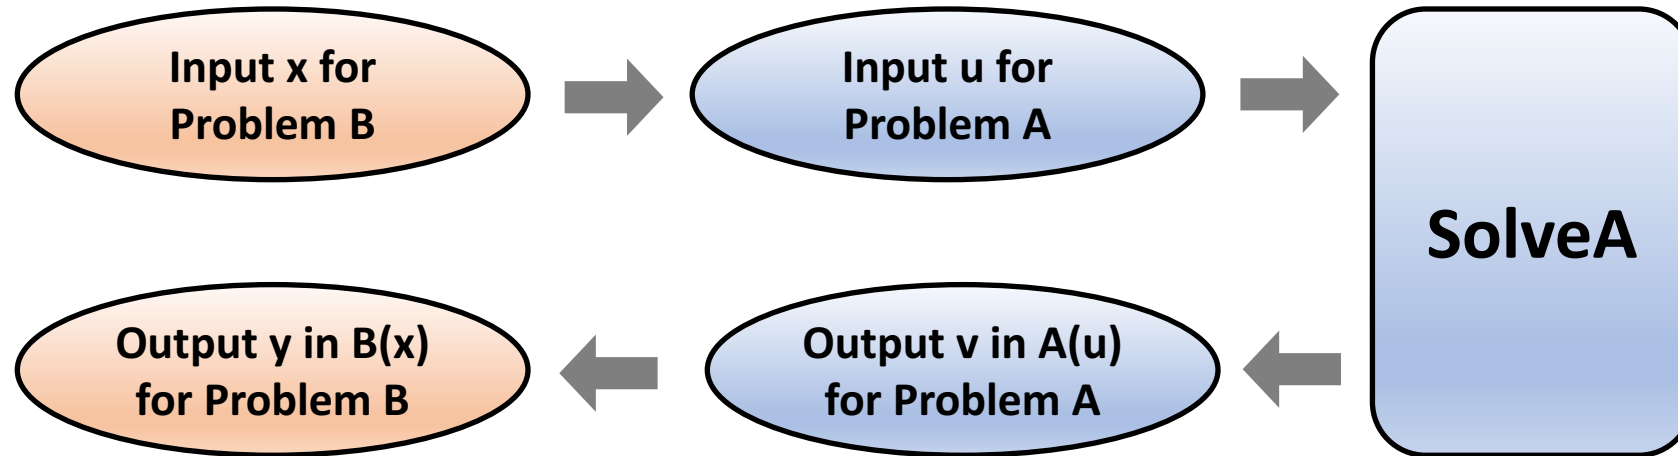 Input x for
Problem B
Input u for
Problem A
SolveA
Output y in B(x)
for Problem B
Output v in A(u)
for Problem A